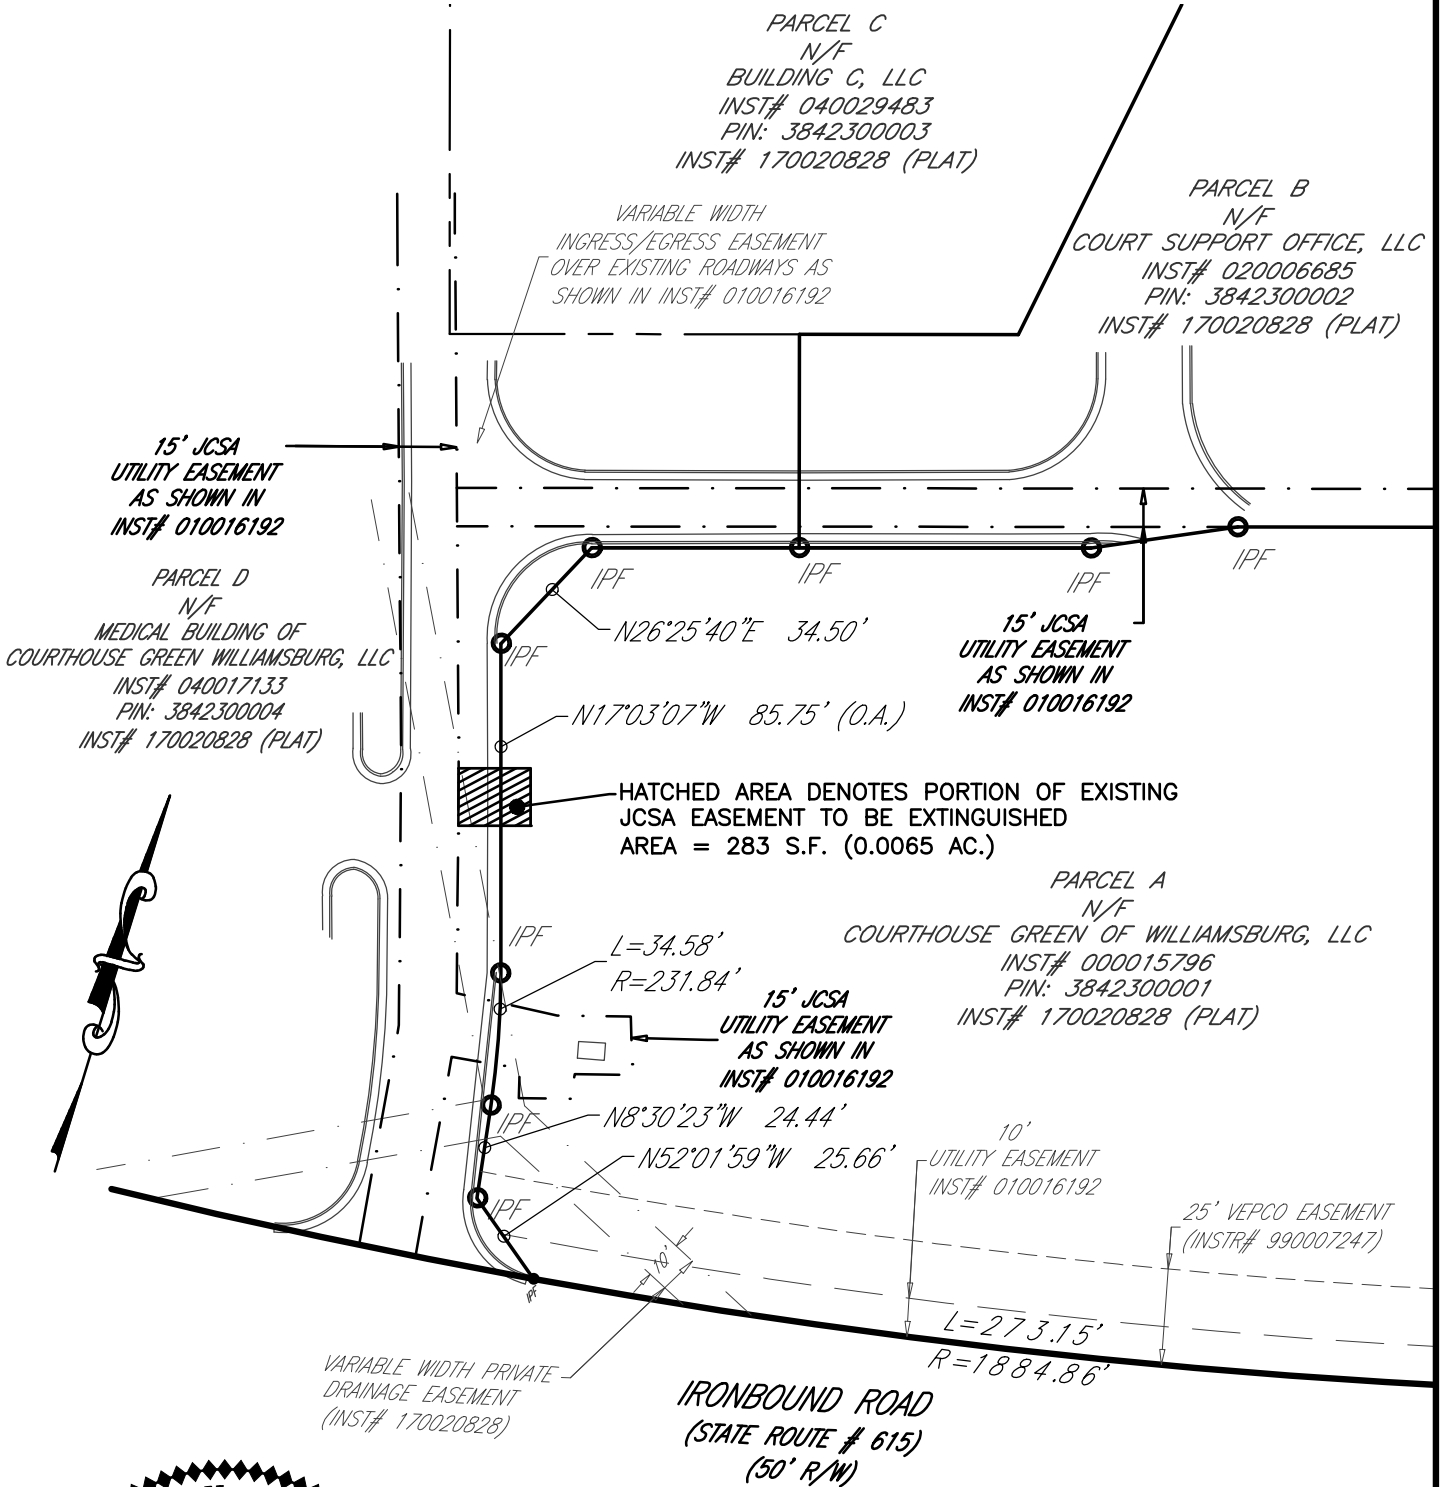 PARCEL C
N/F
BUILDING C, LLC
INST# 040029483
PIN: 3842300003
INST# 170020828 (PLAT)
PARCEL B
N/F
COURT SUPPORT OFFICE, LLC
INST# 020006685
PIN: 3842300002
INST# 170020828 (PLAT)
VARIABLE WIDTH
INGRESS/EGRESS EASEMENT
OVER EXISTING ROADWAYS AS
SHOWN IN INST# 010016192
15' JCSA
UTILITY EASEMENT
AS SHOWN IN
INST# 010016192
PARCEL D
N/F
MEDICAL BUILDING OF
COURTHOUSE GREEN WILLIAMSBURG, LLC
INST# 040017133
PIN: 3842300004
INST# 170020828 (PLAT)
IPF
IPF
IPF
IPF
IPF
N26°25'40"E 34.50'
15' JCSA
UTILITY EASEMENT
AS SHOWN IN
INST# 010016192
N17°03'07"W 85.75' (O.A.)
HATCHED AREA DENOTES PORTION OF EXISTING
JCSA EASEMENT TO BE EXTINGUISHED
AREA = 283 S.F. (0.0065 AC.)
PARCEL A
N/F
COURTHOUSE GREEN OF WILLIAMSBURG, LLC
INST# 000015796
PIN: 3842300001
INST# 170020828 (PLAT)
IPF
L=34.58'
R=231.84'
15' JCSA
UTILITY EASEMENT
AS SHOWN IN
INST# 010016192
IPF
N8°30'23"W 24.44'
N52°01'59"W 25.66'
IPF
10'
UTILITY EASEMENT
INST# 010016192
25' VEPCO EASEMENT
(INSTR# 990007247)
10'
IPF
L=273.15'
R=1884.86'
VARIABLE WIDTH PRIVATE
DRAINAGE EASEMENT
(INST# 170020828)
IRONBOUND ROAD
(STATE ROUTE # 615)
(50' R/W)